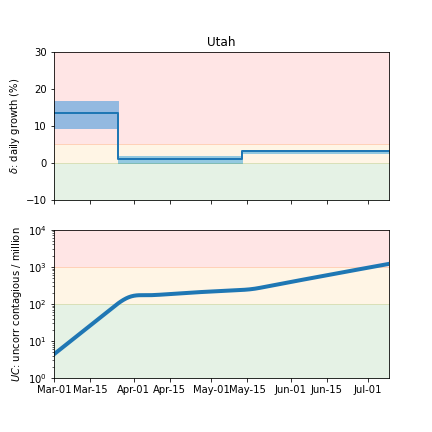 Utah
δ: daily growth (%)
30
20
10
0
−10
UC: uncorr contagious / million
10⁴
10³
10²
10¹
10⁰
Mar-01 Mar-15 Apr-01 Apr-15 May-01 May-15 Jun-01 Jun-15 Jul-01